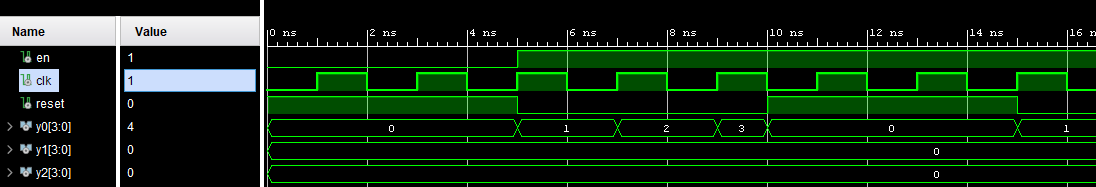 Name Value
0 ns 2 ns 4 ns 6 ns 8 ns 10 ns 12 ns 14 ns 16
en 1
clk 1
reset 0
y0[3:0] 4 0 1 2 3 0 1
y1[3:0] 0 0
y2[3:0] 0 0